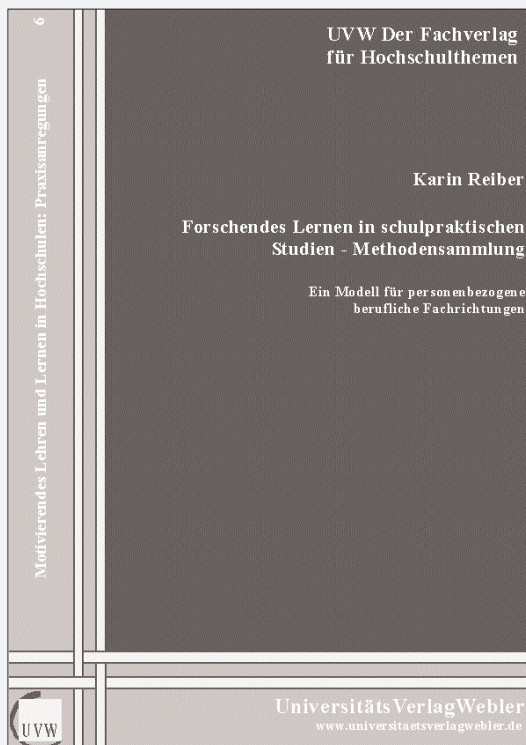 6
Motivierendes Lehren und Lernen in Hochschulen: Praxisanregungen
UVW Der Fachverlag
für Hochschulthemen
Karin Reiber
Forschendes Lernen in schulpraktischen
Studien - Methodensammlung
Ein Modell für personenbezogene
berufliche Fachrichtungen
UVW
UniversitätsVerlagWebler
www.universitaetsverlagwebler.de